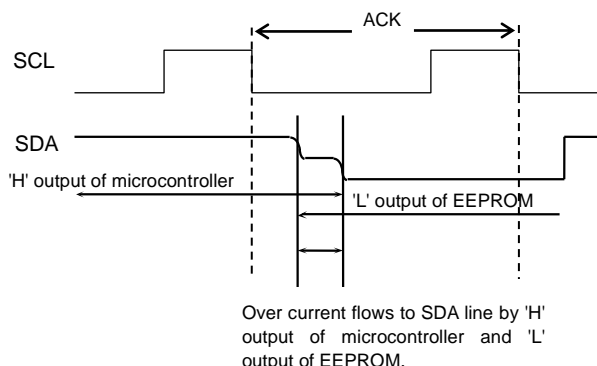 ACK
SCL
SDA
'H' output of microcontroller
'L' output of EEPROM
Over current flows to SDA line by 'H'
output of microcontroller and 'L'
output of EEPROM.